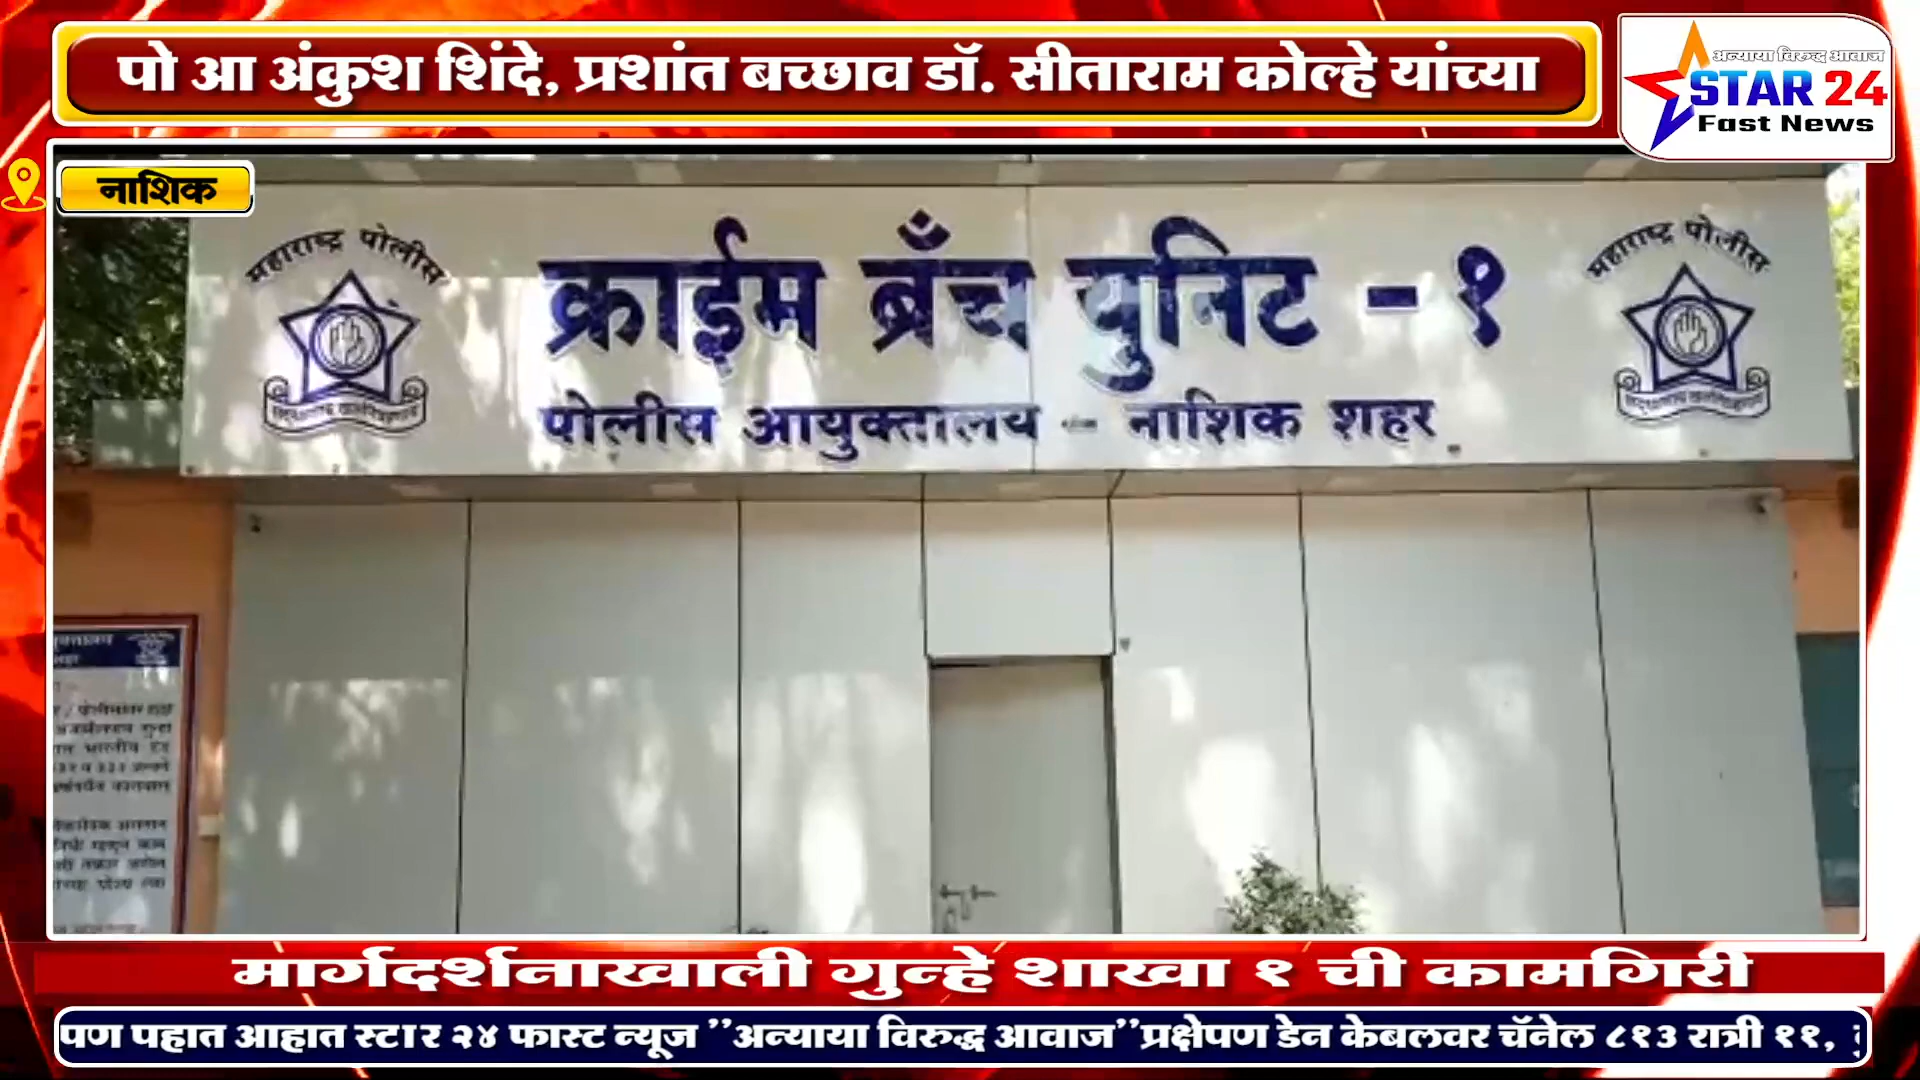 पो आ अंकुश शिंदे, प्रशांत बच्छाव डॉ. सीताराम कोल्हे यांच्या
अन्याया विरुद्ध आवाज
STAR 24
Fast News
नाशिक
महाराष्ट्र पोलीस
महाराष्ट्र पोलीस
क्राईम ब्रँच युनिट - १
पोलीस आयुक्तालय - नाशिक शहर
मार्गदर्शनाखाली गुन्हे शाखा १ ची कामगिरी
पण पहात आहात स्टार २४ फास्ट न्यूज "अन्याया विरुद्ध आवाज"प्रक्षेपण डेन केबलवर चॅनेल ८१३ रात्री ११,